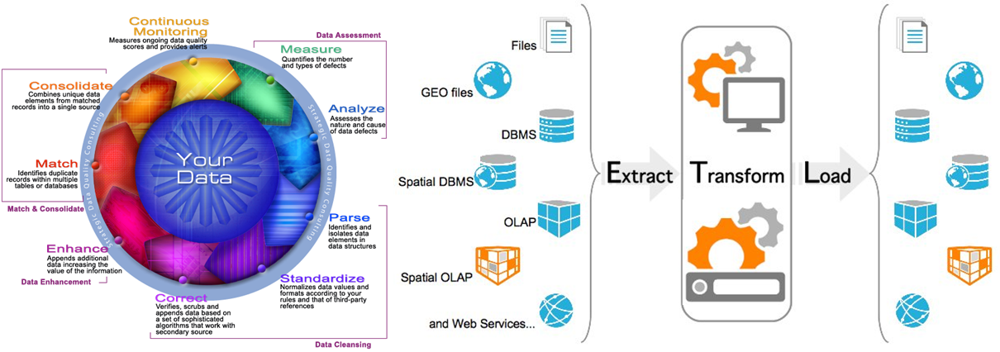 Continuous
Monitoring
Measures ongoing data quality
scores and provides alerts
Data Assessment
Measure
Quantifies the number
and types of defects
Analyze
Assesses the
nature and cause
of data defects
Parse
Identifies and
isolates data
elements in
data structures
Standardize
Normalizes data values and
formats according to your
rules and that of third-party
references
Correct
Verifies, scrubs and
appends data based on
a set of sophisticated
algorithms that work with
secondary source
Data Cleansing
Enhance
Appends additional
data increasing the
value of the information
Data Enhancement
Match
Identifies duplicate
records within multiple
tables or databases
Match & Consolidate
Consolidate
Combines unique data
elements from matched
records into a single source
Strategic Data Quality Consulting
Strategic Data Quality Consulting
Your
Data
Files
GEO files
DBMS
Spatial DBMS
OLAP
Spatial OLAP
and Web Services...
Extract
Transform
Load